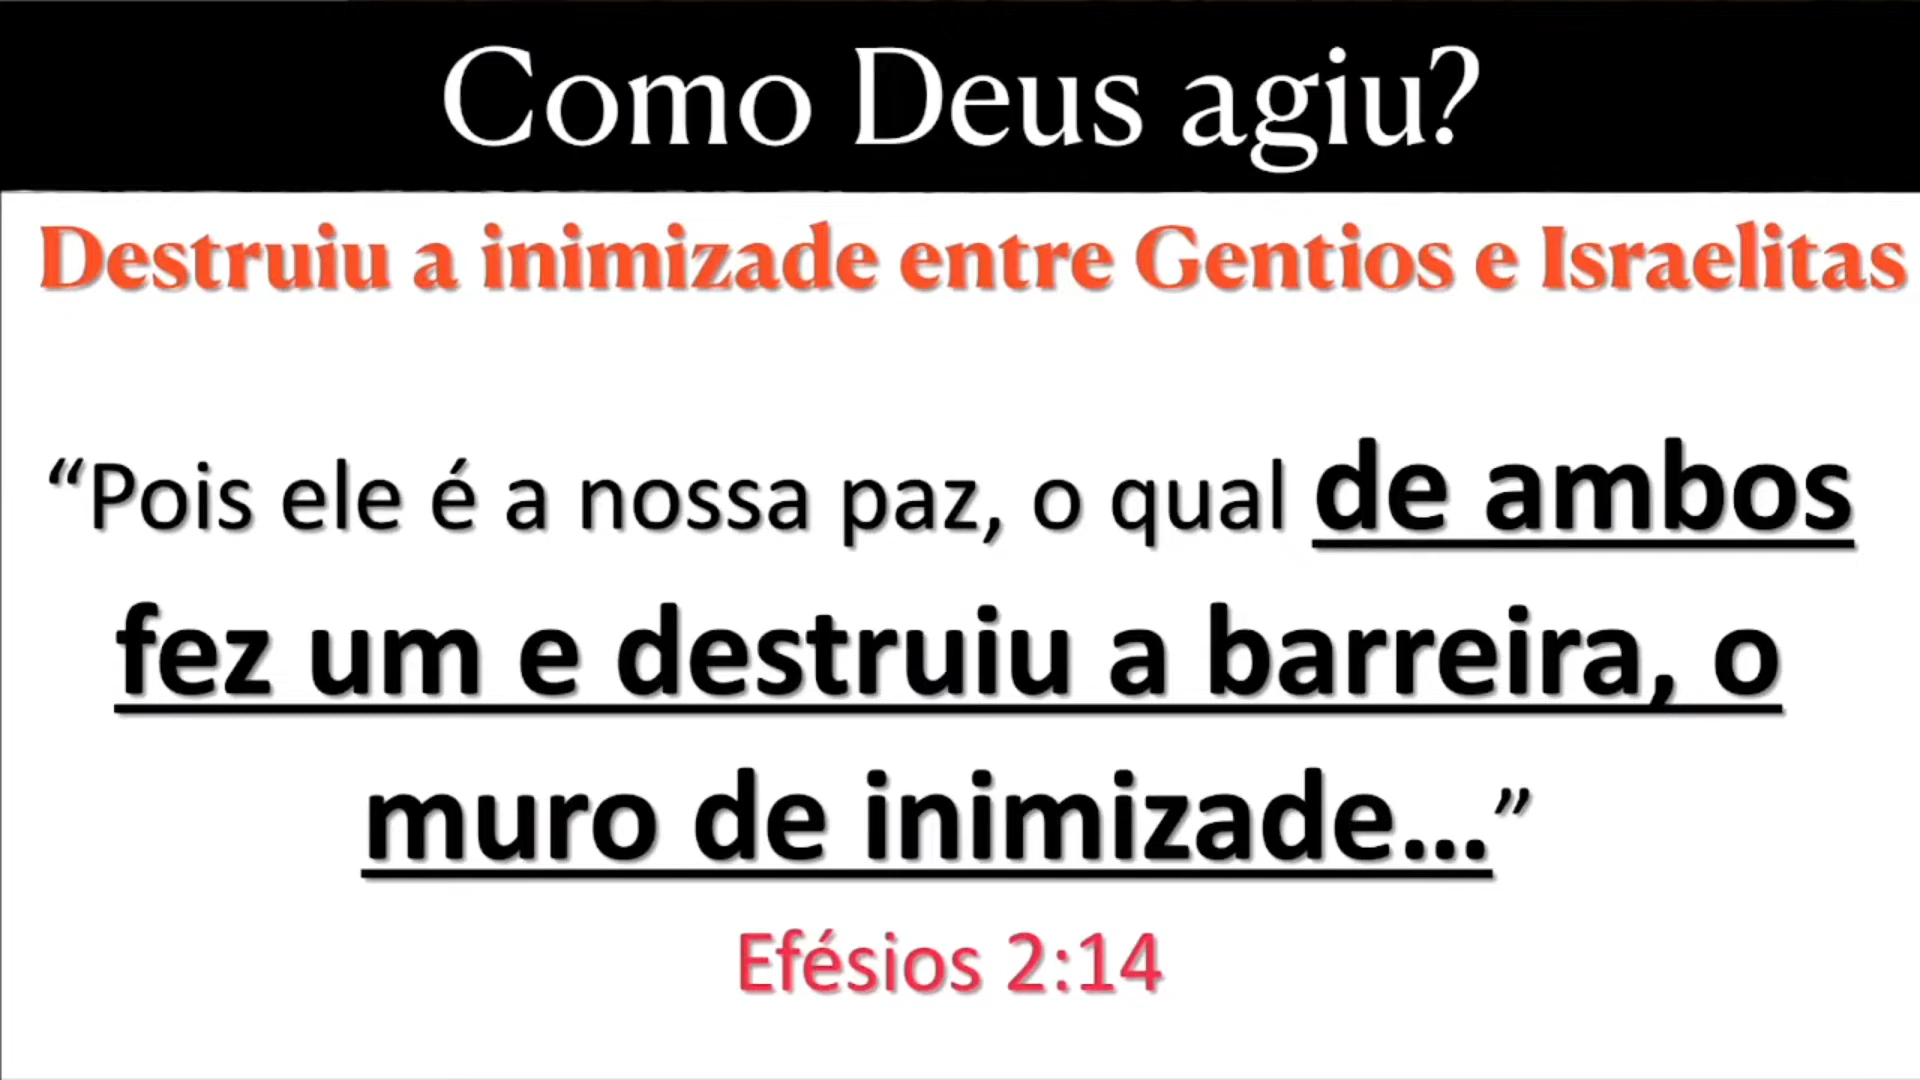 Como Deus agiu?
Destruiu a inimizade entre Gentios e Israelitas
“Pois ele é a nossa paz, o qual de ambos
fez um e destruiu a barreira, o
muro de inimizade...”
Efésios 2:14